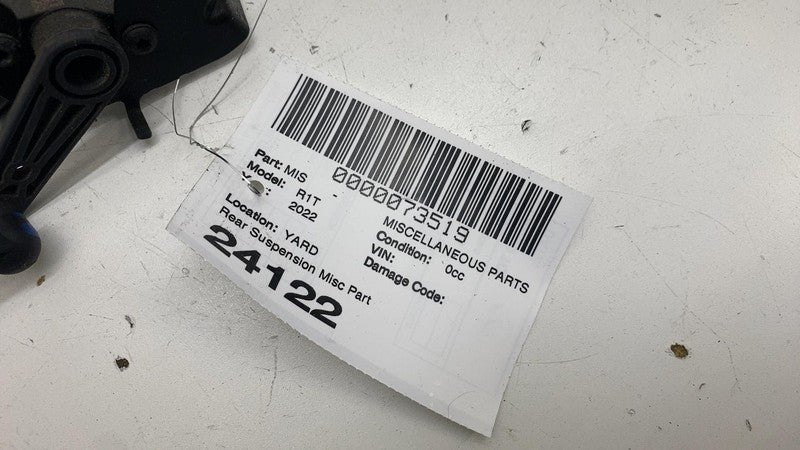 0000073519
Part: MIS - MISCELLANEOUS PARTS
Model: R1T Condition: 0cc
2022 VIN:
Location: YARD Damage Code:
Rear Suspension Misc Part
24122